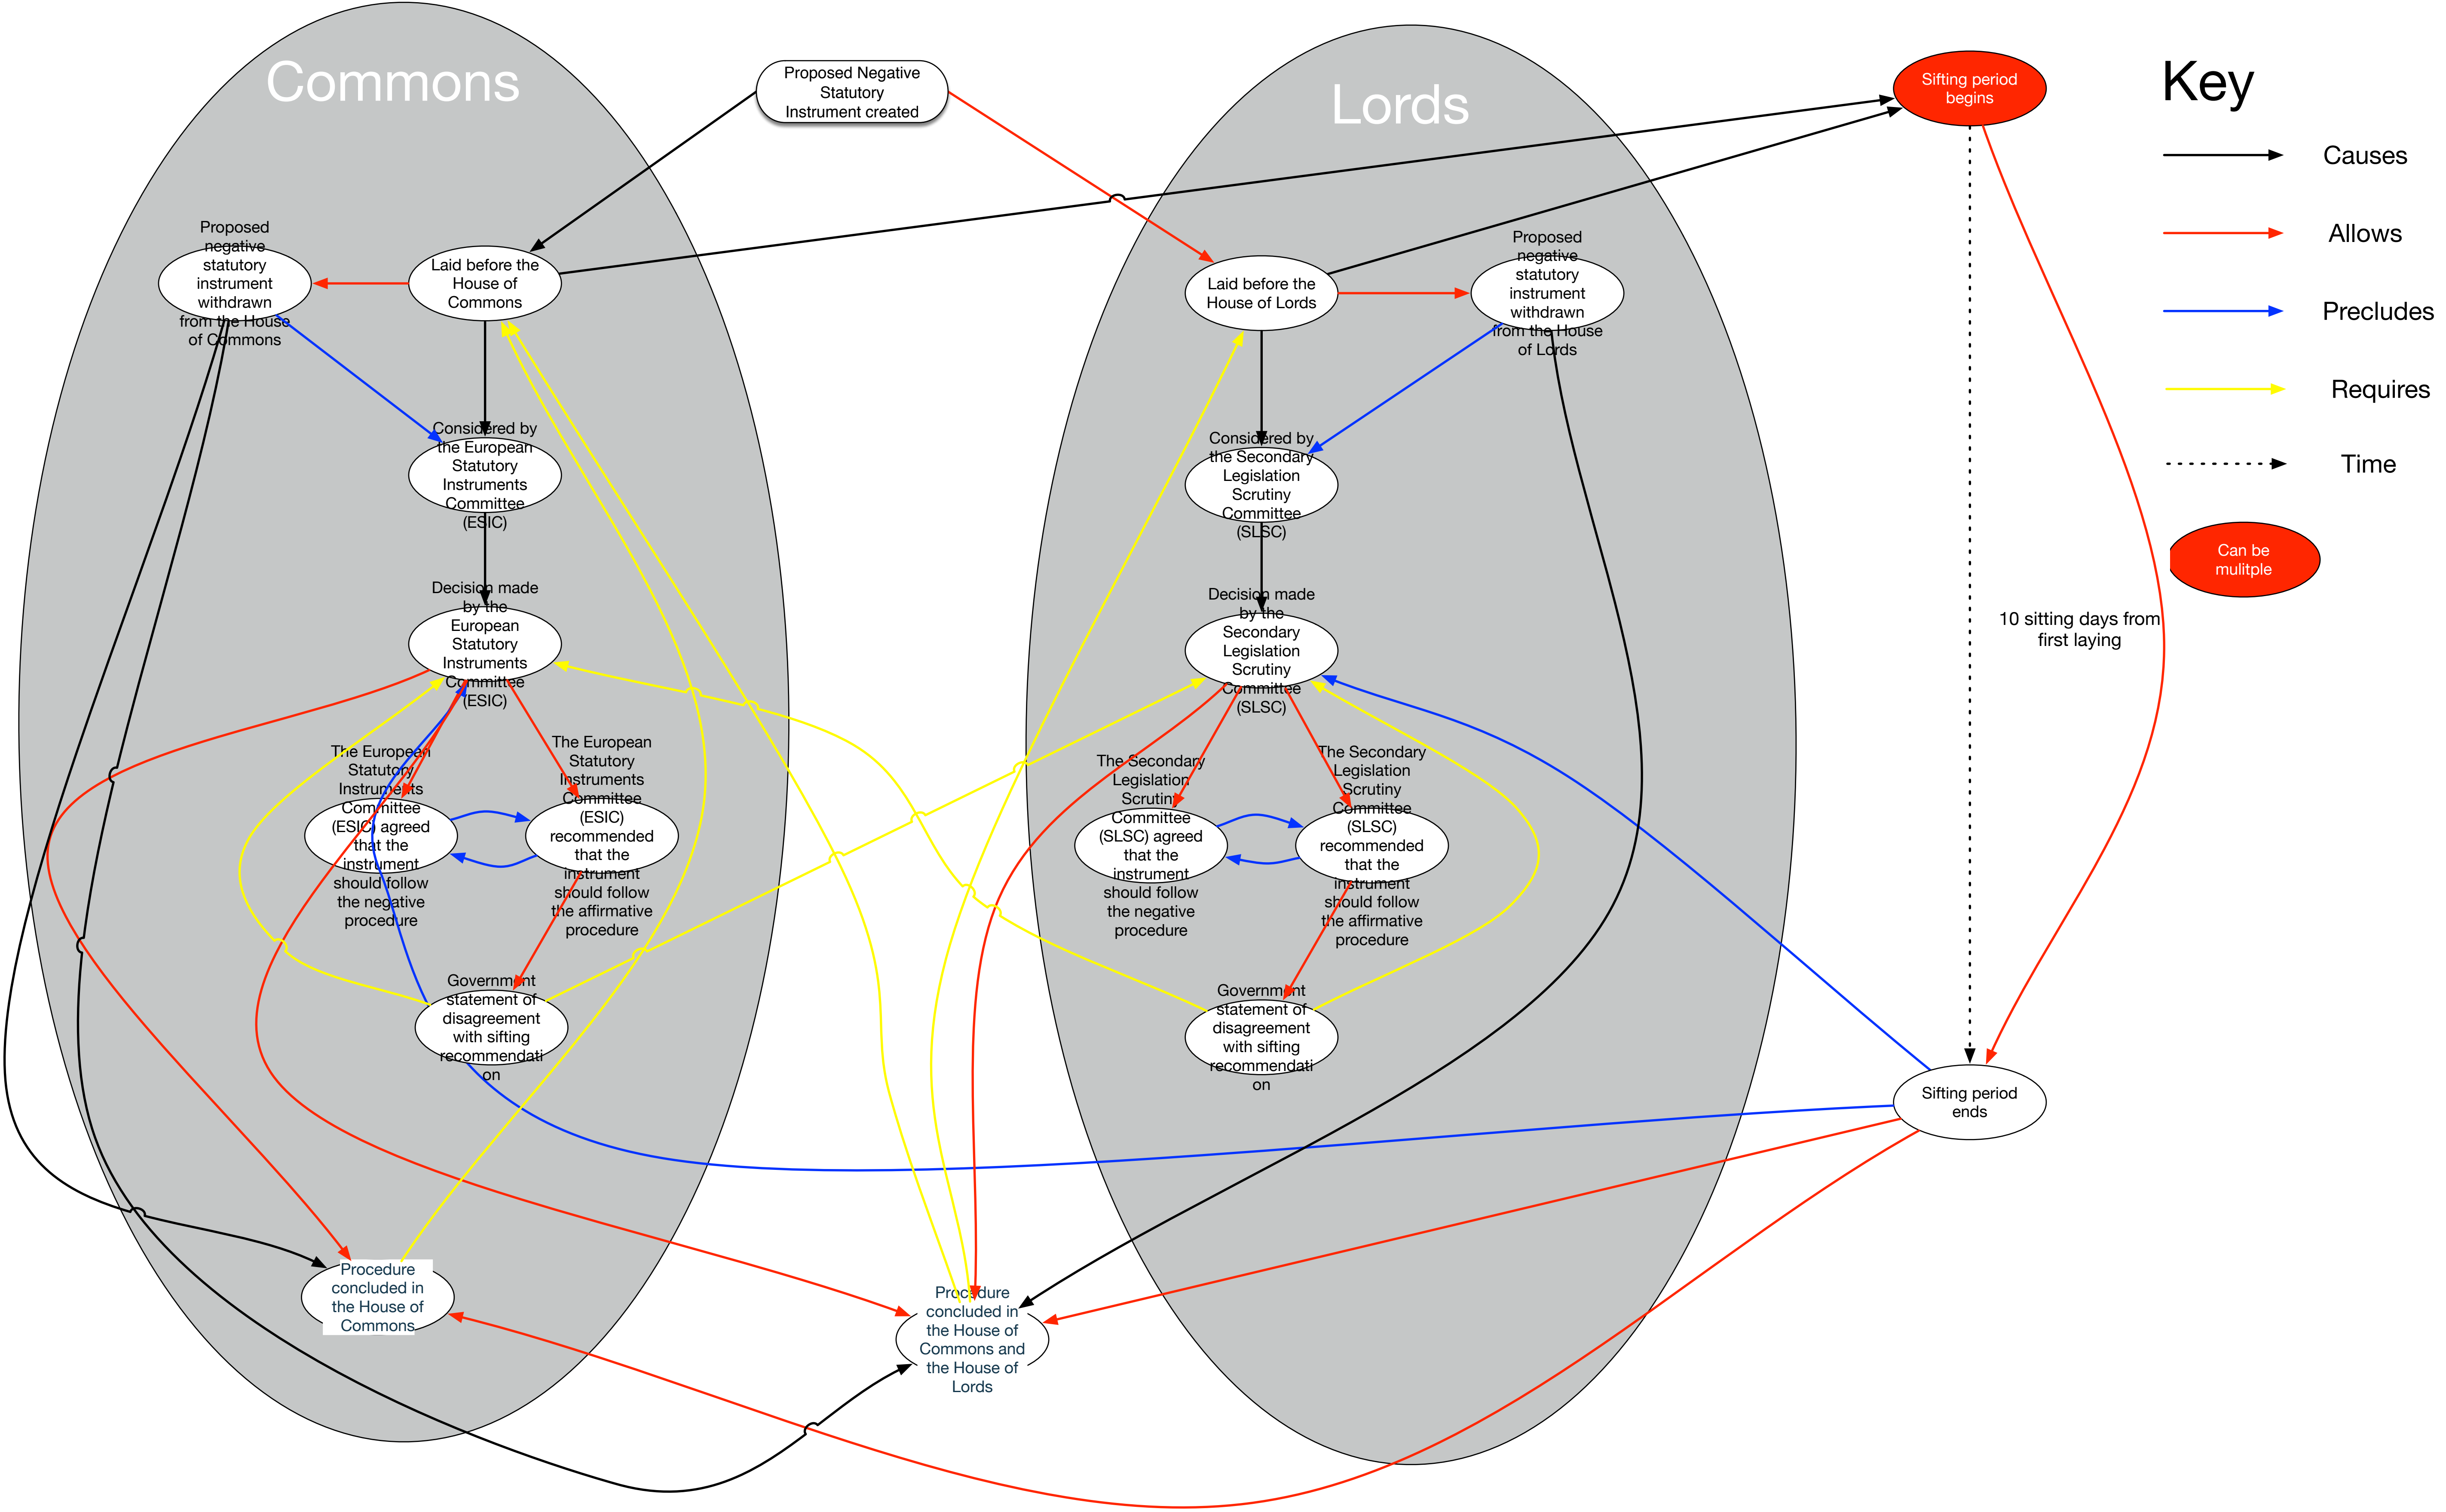 Commons
Proposed Negative
Statutory
Instrument created
Lords
Sifting period
begins
Key
Causes
Allows
Precludes
Requires
Time
Can be
mulitple
Proposed
negative
statutory
instrument
withdrawn
from the House
of Commons
Laid before the
House of
Commons
Laid before the
House of Lords
Proposed
negative
statutory
instrument
withdrawn
from the House
of Lords
Considered by
the European
Statutory
Instruments
Committee
(ESIC)
Considered by
the Secondary
Legislation
Scrutiny
Committee
(SLSC)
Decision made
by the
European
Statutory
Instruments
Committee
(ESIC)
Decision made
by the
Secondary
Legislation
Scrutiny
Committee
(SLSC)
10 sitting days from
first laying
The European
Statutory
Instruments
Committee
(ESIC) agreed
that the
instrument
should follow
the negative
procedure
The European
Statutory
Instruments
Committee
(ESIC)
recommended
that the
instrument
should follow
the affirmative
procedure
The Secondary
Legislation
Scrutiny
Committee
(SLSC) agreed
that the
instrument
should follow
the negative
procedure
The Secondary
Legislation
Scrutiny
Committee
(SLSC)
recommended
that the
instrument
should follow
the affirmative
procedure
Government
statement of
disagreement
with sifting
recommendati
on
Government
statement of
disagreement
with sifting
recommendati
on
Sifting period
ends
Procedure
concluded in
the House of
Commons
Procedure
concluded in
the House of
Commons and
the House of
Lords